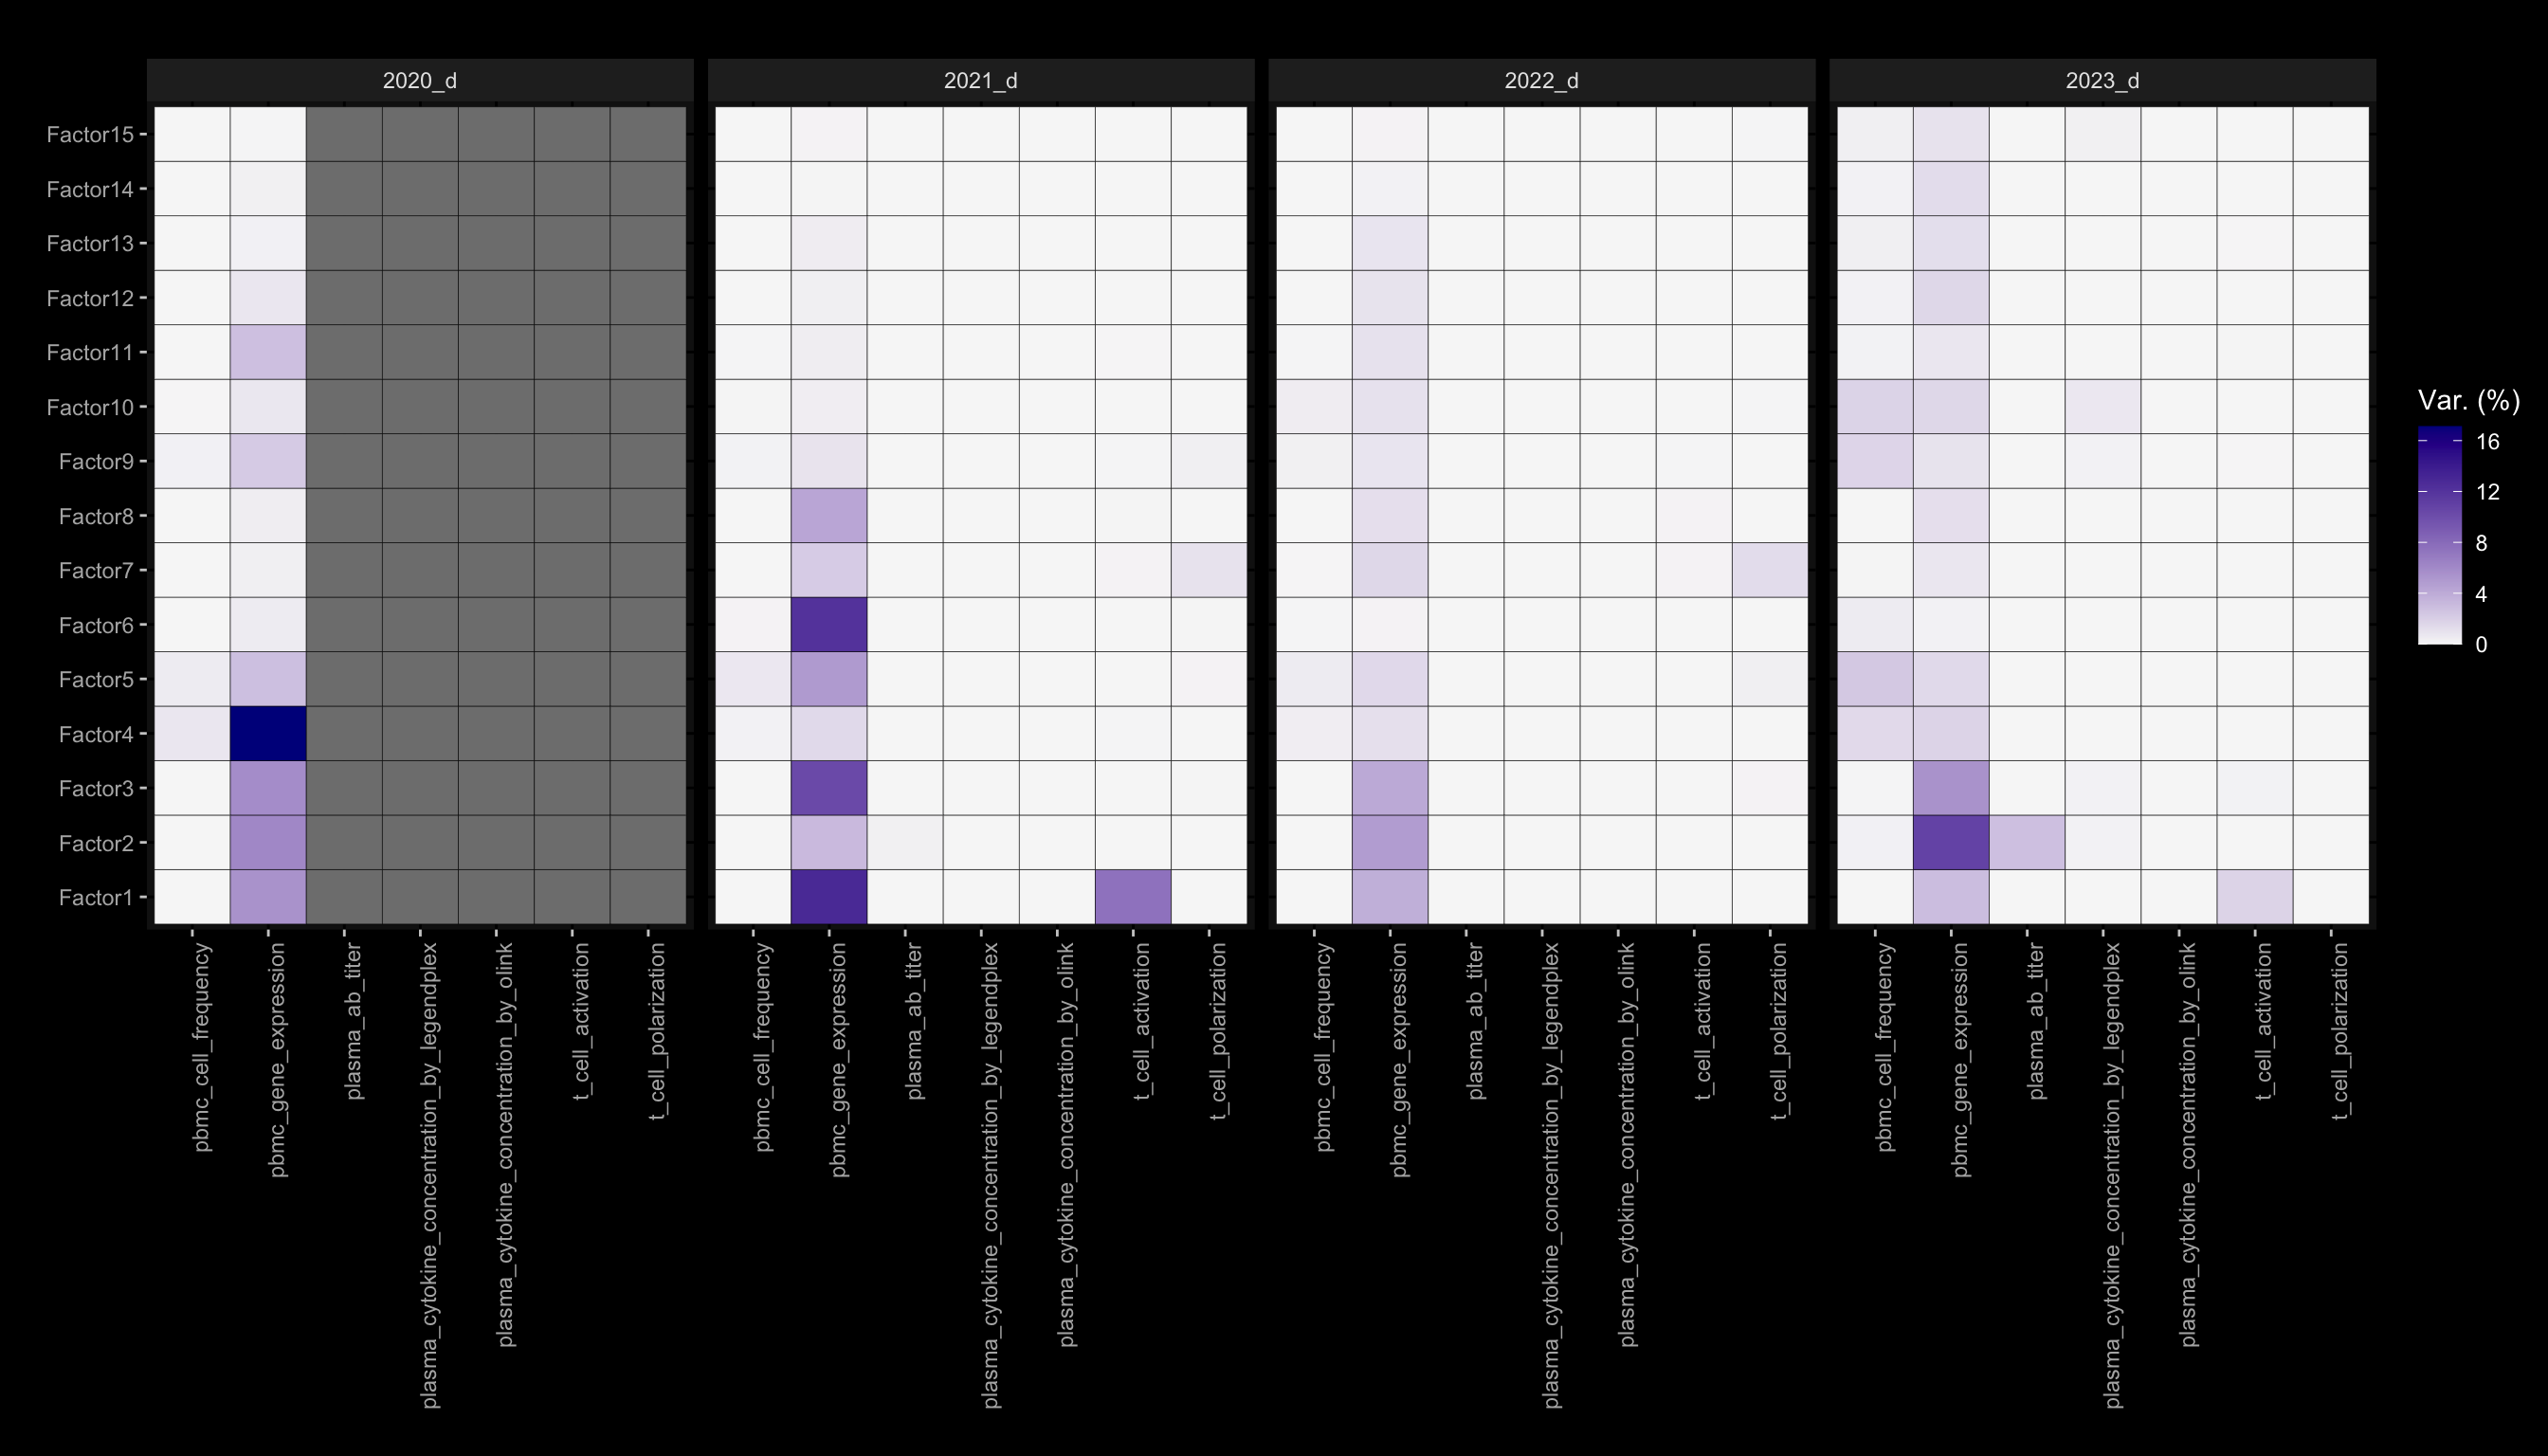 2020_d
2021_d
2022_d
2023_d
Factor15
Factor14
Factor13
Factor12
Factor11
Factor10
Factor9
Factor8
Factor7
Factor6
Factor5
Factor4
Factor3
Factor2
Factor1
Var. (%)
16
12
8
4
0
pbmc_cell_frequency
pbmc_gene_expression
plasma_ab_titer
plasma_cytokine_concentration_by_legendplex
plasma_cytokine_concentration_by_olink
t_cell_activation
t_cell_polarization
pbmc_cell_frequency
pbmc_gene_expression
plasma_ab_titer
plasma_cytokine_concentration_by_legendplex
plasma_cytokine_concentration_by_olink
t_cell_activation
t_cell_polarization
pbmc_cell_frequency
pbmc_gene_expression
plasma_ab_titer
plasma_cytokine_concentration_by_legendplex
plasma_cytokine_concentration_by_olink
t_cell_activation
t_cell_polarization
pbmc_cell_frequency
pbmc_gene_expression
plasma_ab_titer
plasma_cytokine_concentration_by_legendplex
plasma_cytokine_concentration_by_olink
t_cell_activation
t_cell_polarization